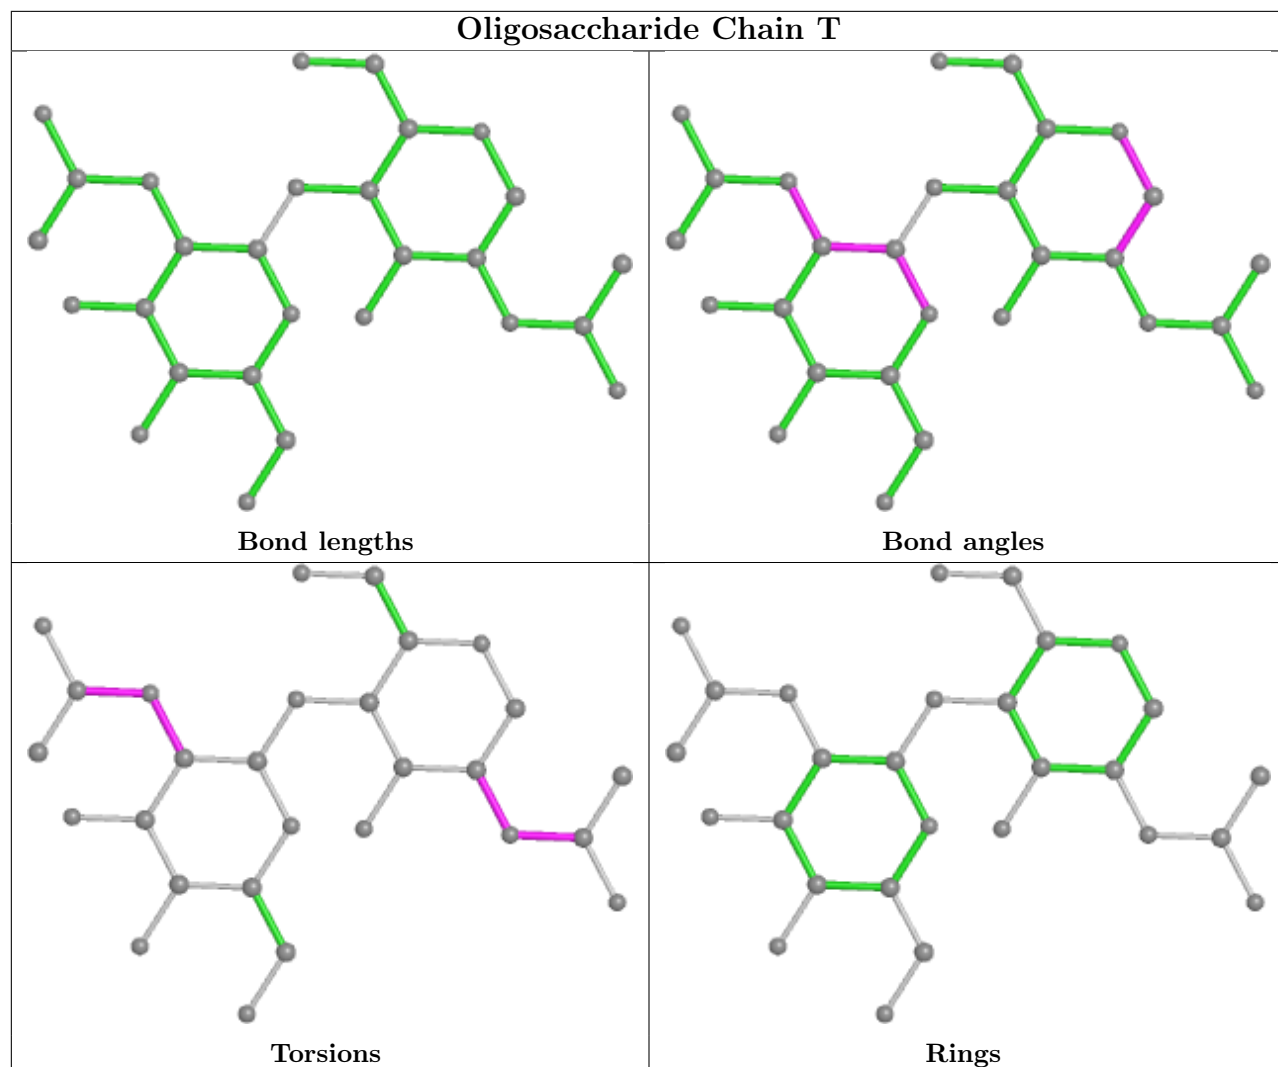 Oligosaccharide Chain T
Bond lengths
Bond angles
Torsions
Rings